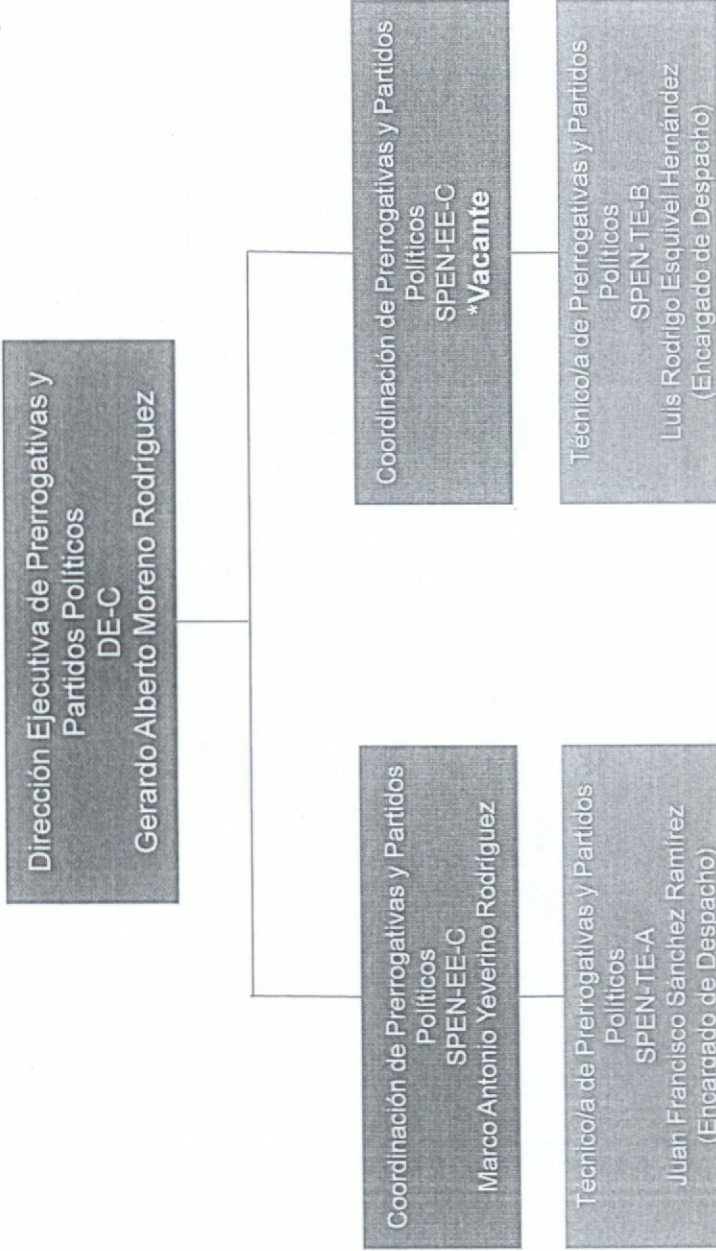 Dirección Ejecutiva de Prerrogativas y
Partidos Políticos
DE-C
Gerardo Alberto Moreno Rodríguez
Coordinación de Prerrogativas y Partidos
Políticos
SPEN-EE-C
Marco Antonio Yeverino Rodríguez
Técnico/a de Prerrogativas y Partidos
Políticos
SPEN-TE-A
Juan Francisco Sánchez Ramírez
(Encargado de Despacho)
Coordinación de Prerrogativas y Partidos
Políticos
SPEN-EE-C
*Vacante
Técnico/a de Prerrogativas y Partidos
Políticos
SPEN-TE-B
Luis Rodrigo Esquivel Hernández
(Encargado de Despacho)